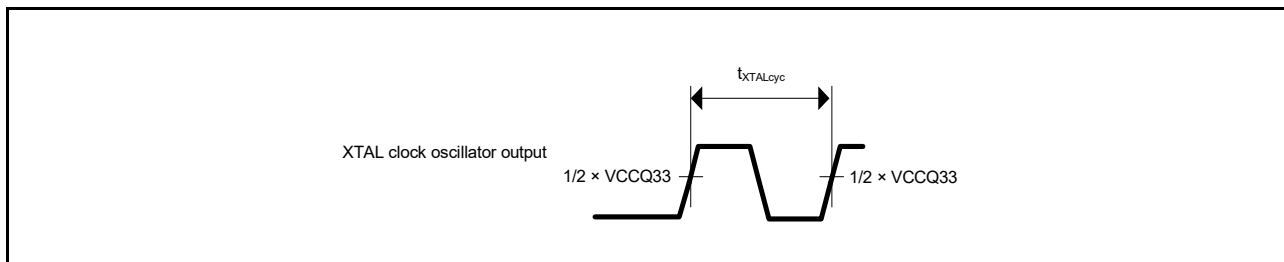 tXTALcyc
XTAL clock oscillator output
1/2 × VCCQ33
1/2 × VCCQ33